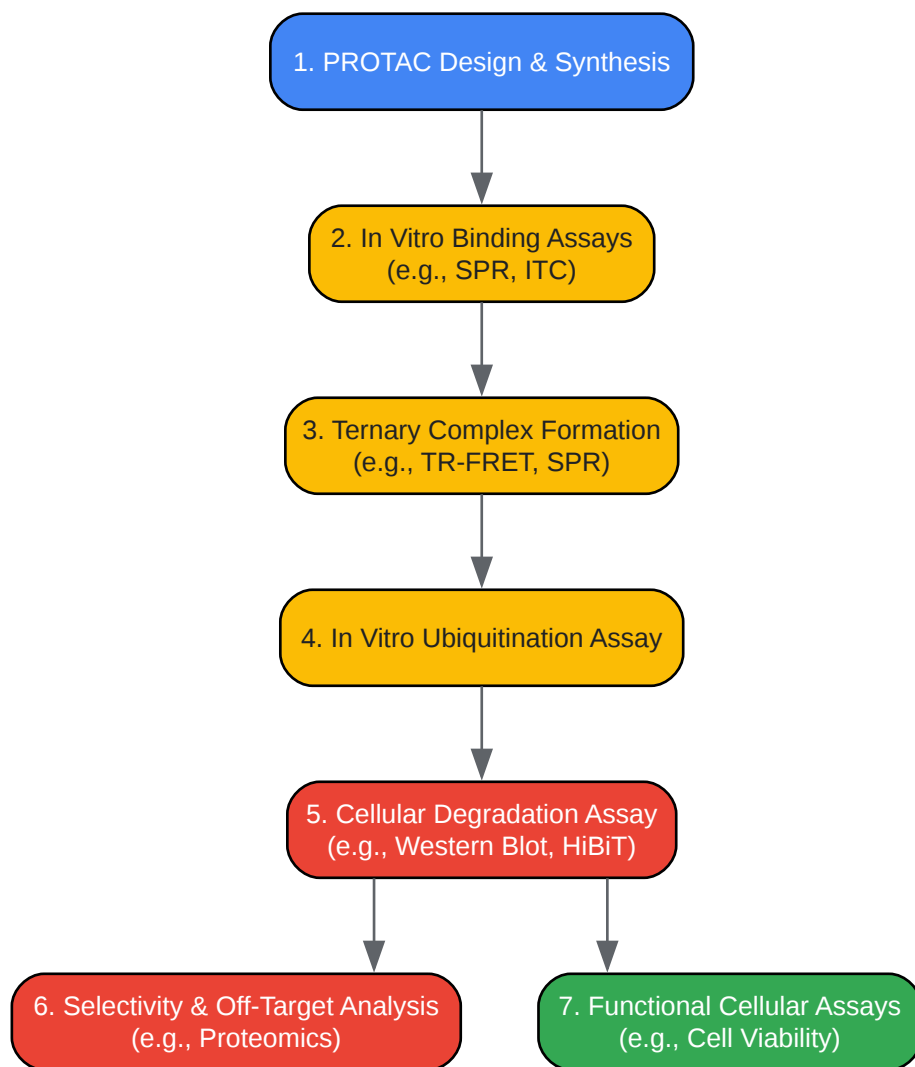 1. PROTAC Design & Synthesis
2. In Vitro Binding Assays
(e.g., SPR, ITC)
3. Ternary Complex Formation
(e.g., TR-FRET, SPR)
4. In Vitro Ubiquitination Assay
5. Cellular Degradation Assay
(e.g., Western Blot, HiBiT)
6. Selectivity & Off-Target Analysis
(e.g., Proteomics)
7. Functional Cellular Assays
(e.g., Cell Viability)